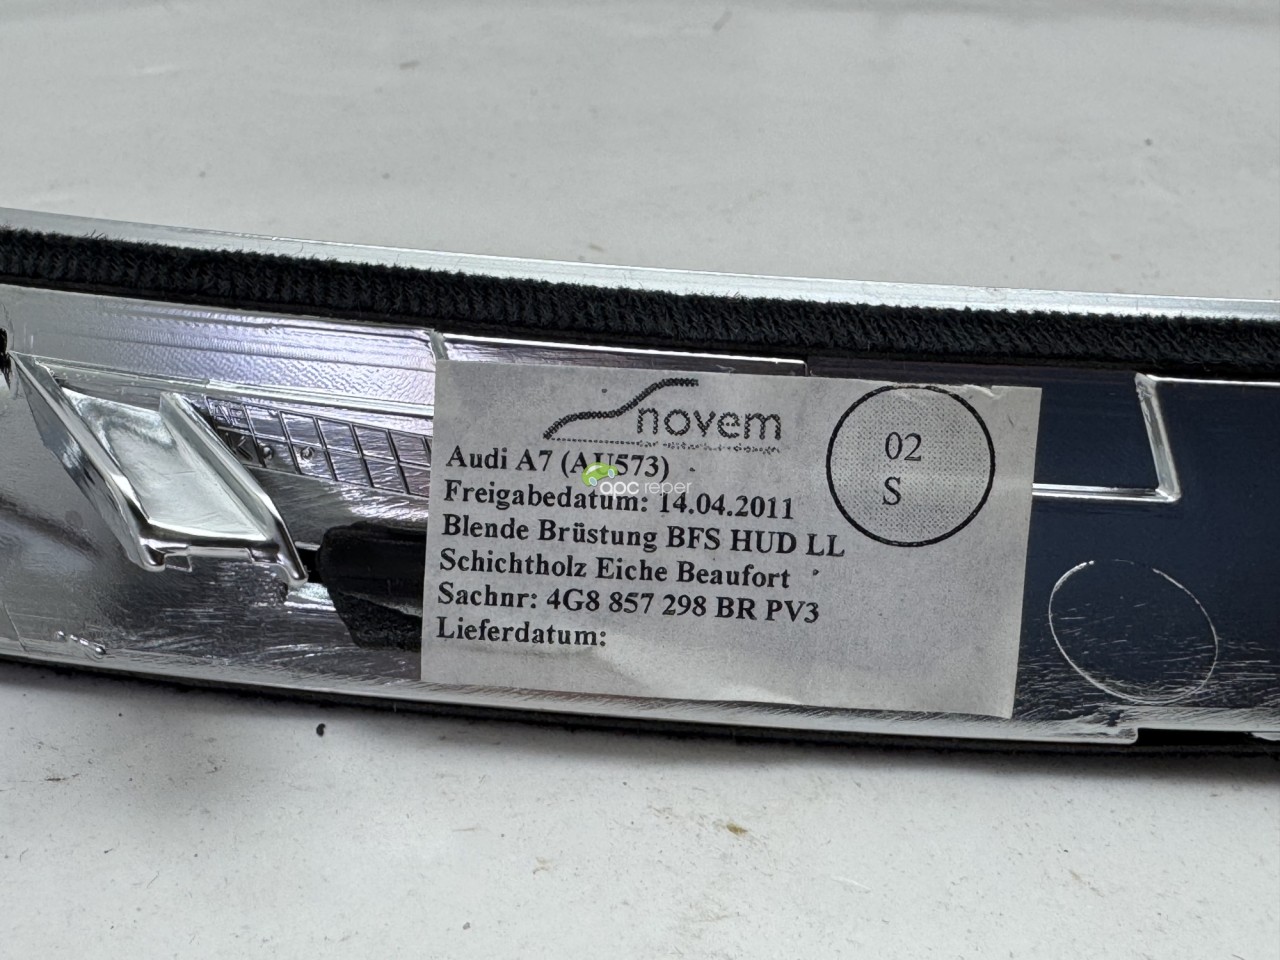 novem
02
S
Audi A7 (AU573)
apc reper
Freigabedatum: 14.04.2011
Blende Brüstung BFS HUD LL
Schichtholz Eiche Beaufort
Sachnr: 4G8 857 298 BR PV3
Lieferdatum: